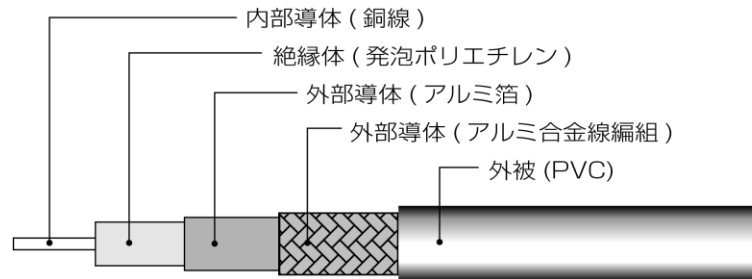 内部導体 ( 銅線 )
絶縁体 ( 発泡ポリエチレン )
外部導体 ( アルミ箔 )
外部導体 ( アルミ合金線編組 )
外被 (PVC)